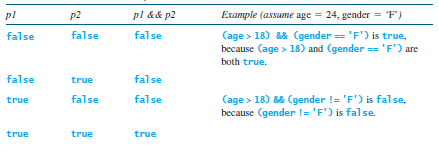 p1 p2 p1 && p2 Example (assume age = 24, gender = 'F')
false false false (age > 18) && (gender == 'F') is true,
because (age > 18) and (gender == 'F') are
both true.
false true false
true false false (age > 18) && (gender != 'F') is false,
because (gender != 'F') is false.
true true true